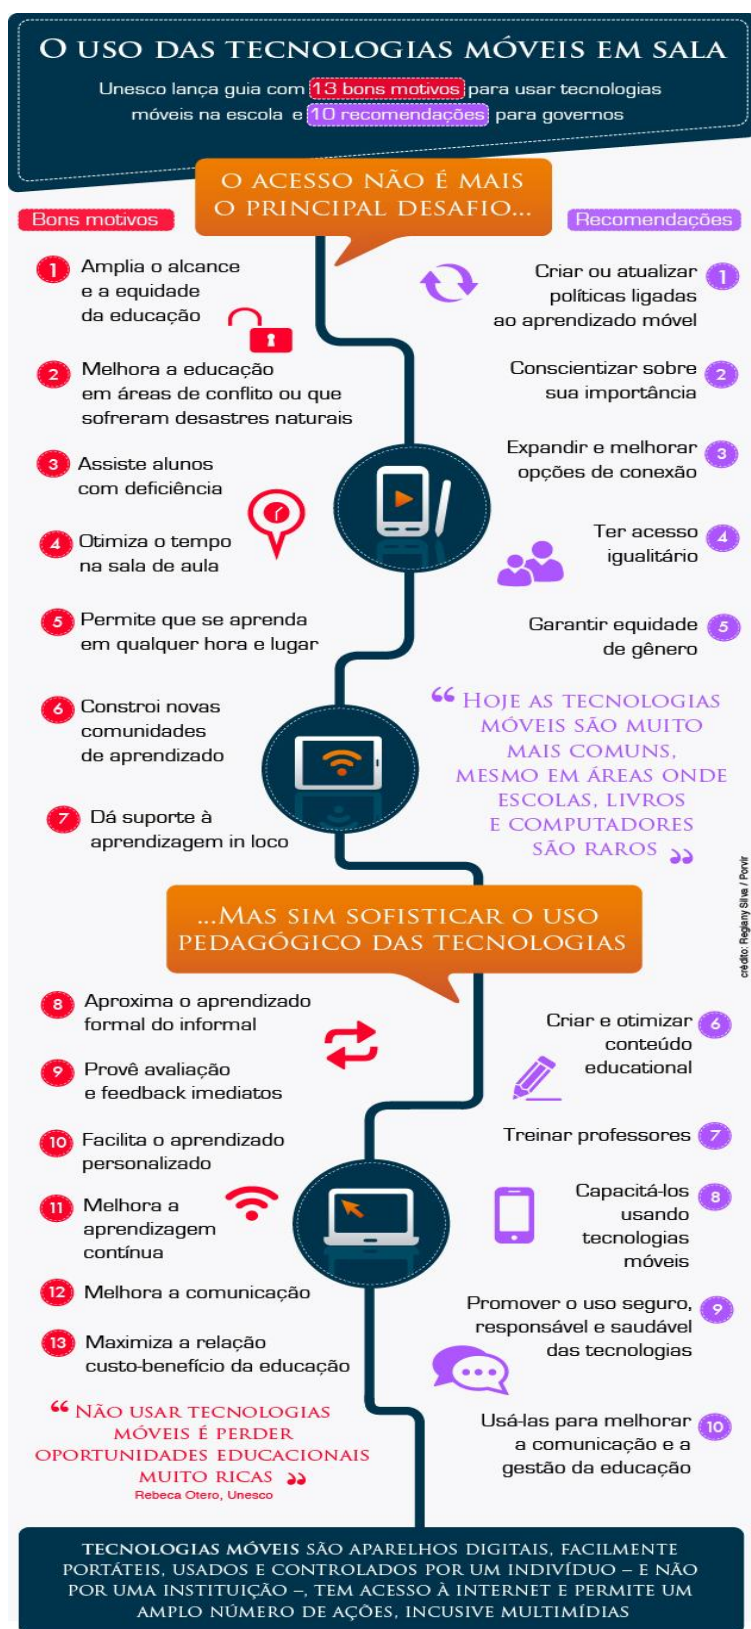 O USO DAS TECNOLOGIAS MÓVEIS EM SALA
Unesco lança guia com 13 bons motivos para usar tecnologias
móveis na escola e 10 recomendações para governos
O ACESSO NÃO É MAIS
O PRINCIPAL DESAFIO...
Bons motivos
1 Amplia o alcance
e a equidade
da educação
2 Melhora a educação
em áreas de conflito ou que
sofreram desastres naturais
3 Assiste alunos
com deficiência
4 Otimiza o tempo
na sala de aula
5 Permite que se aprenda
em qualquer hora e lugar
6 Constroi novas
comunidades
de aprendizado
7 Dá suporte à
aprendizagem in loco
Recomendações
Criar ou atualizar 1
políticas ligadas
ao aprendizado móvel
Conscientizar sobre 2
sua importância
Expandir e melhorar 3
opções de conexão
Ter acesso 4
igualitário
Garantir equidade 5
de gênero
“ HOJE AS TECNOLOGIAS
MÓVEIS SÃO MUITO
MAIS COMUNS,
MESMO EM ÁREAS ONDE
ESCOLAS, LIVROS
E COMPUTADORES
SÃO RAROS ”
crédito: Regiany Silva / Porvir
...MAS SIM SOFISTICAR O USO
PEDAGÓGICO DAS TECNOLOGIAS
8 Aproxima o aprendizado
formal do informal
9 Provê avaliação
e feedback imediatos
10 Facilita o aprendizado
personalizado
11 Melhora a
aprendizagem
contínua
12 Melhora a comunicação
13 Maximiza a relação
custo-benefício da educação
“ NÃO USAR TECNOLOGIAS
MÓVEIS É PERDER
OPORTUNIDADES EDUCACIONAIS
MUITO RICAS ”
Rebeca Otero, Unesco
Criar e otimizar 6
conteúdo
educational
Treinar professores 7
Capacitá-los 8
usando
tecnologias
móveis
Promover o uso seguro, 9
responsável e saudável
das tecnologias
Usá-las para melhorar 10
a comunicação e a
gestão da educação
TECNOLOGIAS MÓVEIS SÃO APARELHOS DIGITAIS, FACILMENTE
PORTÁTEIS, USADOS E CONTROLADOS POR UM INDIVÍDUO – E NÃO
POR UMA INSTITUIÇÃO –, TEM ACESSO À INTERNET E PERMITE UM
AMPLO NÚMERO DE AÇÕES, INCUSIVE MULTIMÍDIAS